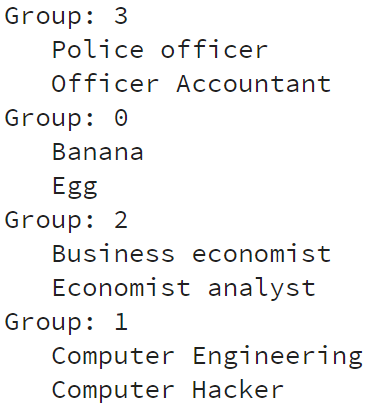 Group: 3
Police officer
Officer Accountant
Group: 0
Banana
Egg
Group: 2
Business economist
Economist analyst
Group: 1
Computer Engineering
Computer Hacker